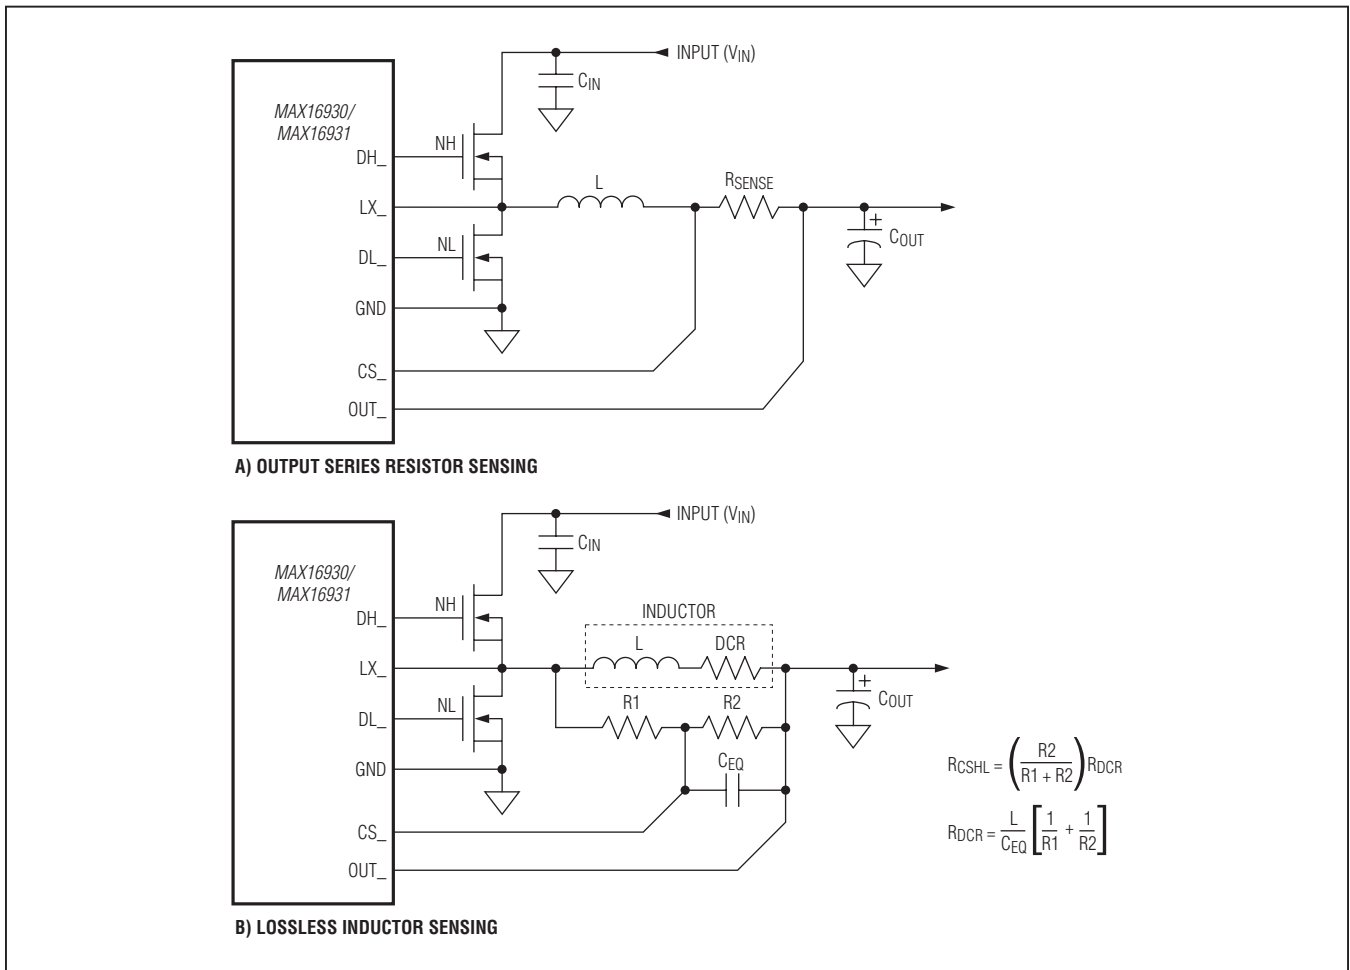 INPUT (VIN)
CIN
MAX16930/
MAX16931
NH
DH_
L
RSENSE
LX_
NL
DL_
+
COUT
GND
CS_
OUT_
A) OUTPUT SERIES RESISTOR SENSING
INPUT (VIN)
CIN
MAX16930/
MAX16931
NH
DH_
INDUCTOR
L
DCR
LX_
NL
DL_
R1
R2
+
COUT
CEQ
GND
CS_
OUT_
RCSHL = (R2 / R1 + R2) RDCR
RDCR = L / CEQ [1 / R1 + 1 / R2]
B) LOSSLESS INDUCTOR SENSING